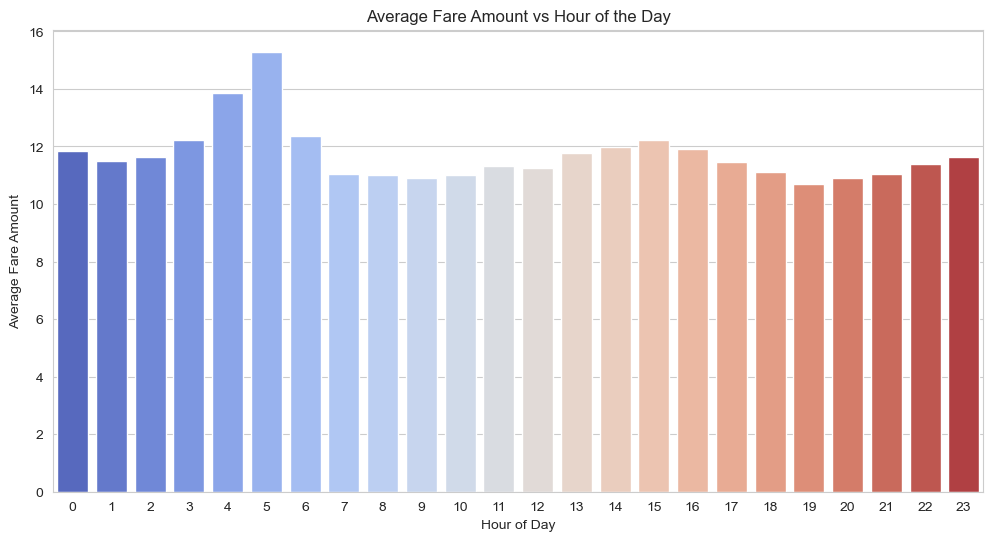 Average Fare Amount vs Hour of the Day
Average Fare Amount
16
14
12
10
8
6
4
2
0
0 1 2 3 4 5 6 7 8 9 10 11 12 13 14 15 16 17 18 19 20 21 22 23
Hour of Day